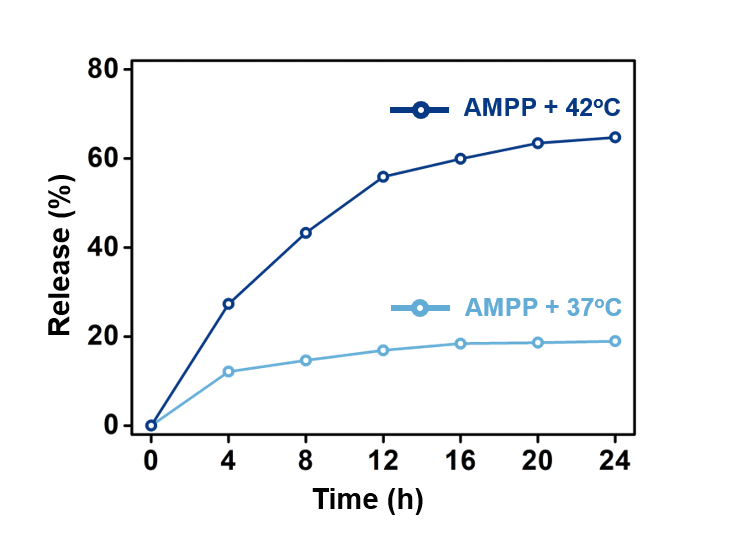 80
60
40
20
0
Release (%)
AMPP + 42°C
AMPP + 37°C
0 4 8 12 16 20 24
Time (h)